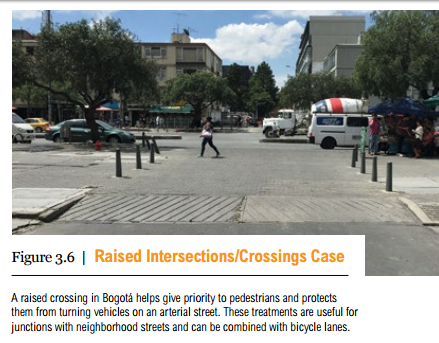 Figure 3.6 | Raised Intersections/Crossings Case
A raised crossing in Bogotá helps give priority to pedestrians and protects
them from turning vehicles on an arterial street. These treatments are useful for
junctions with neighborhood streets and can be combined with bicycle lanes.